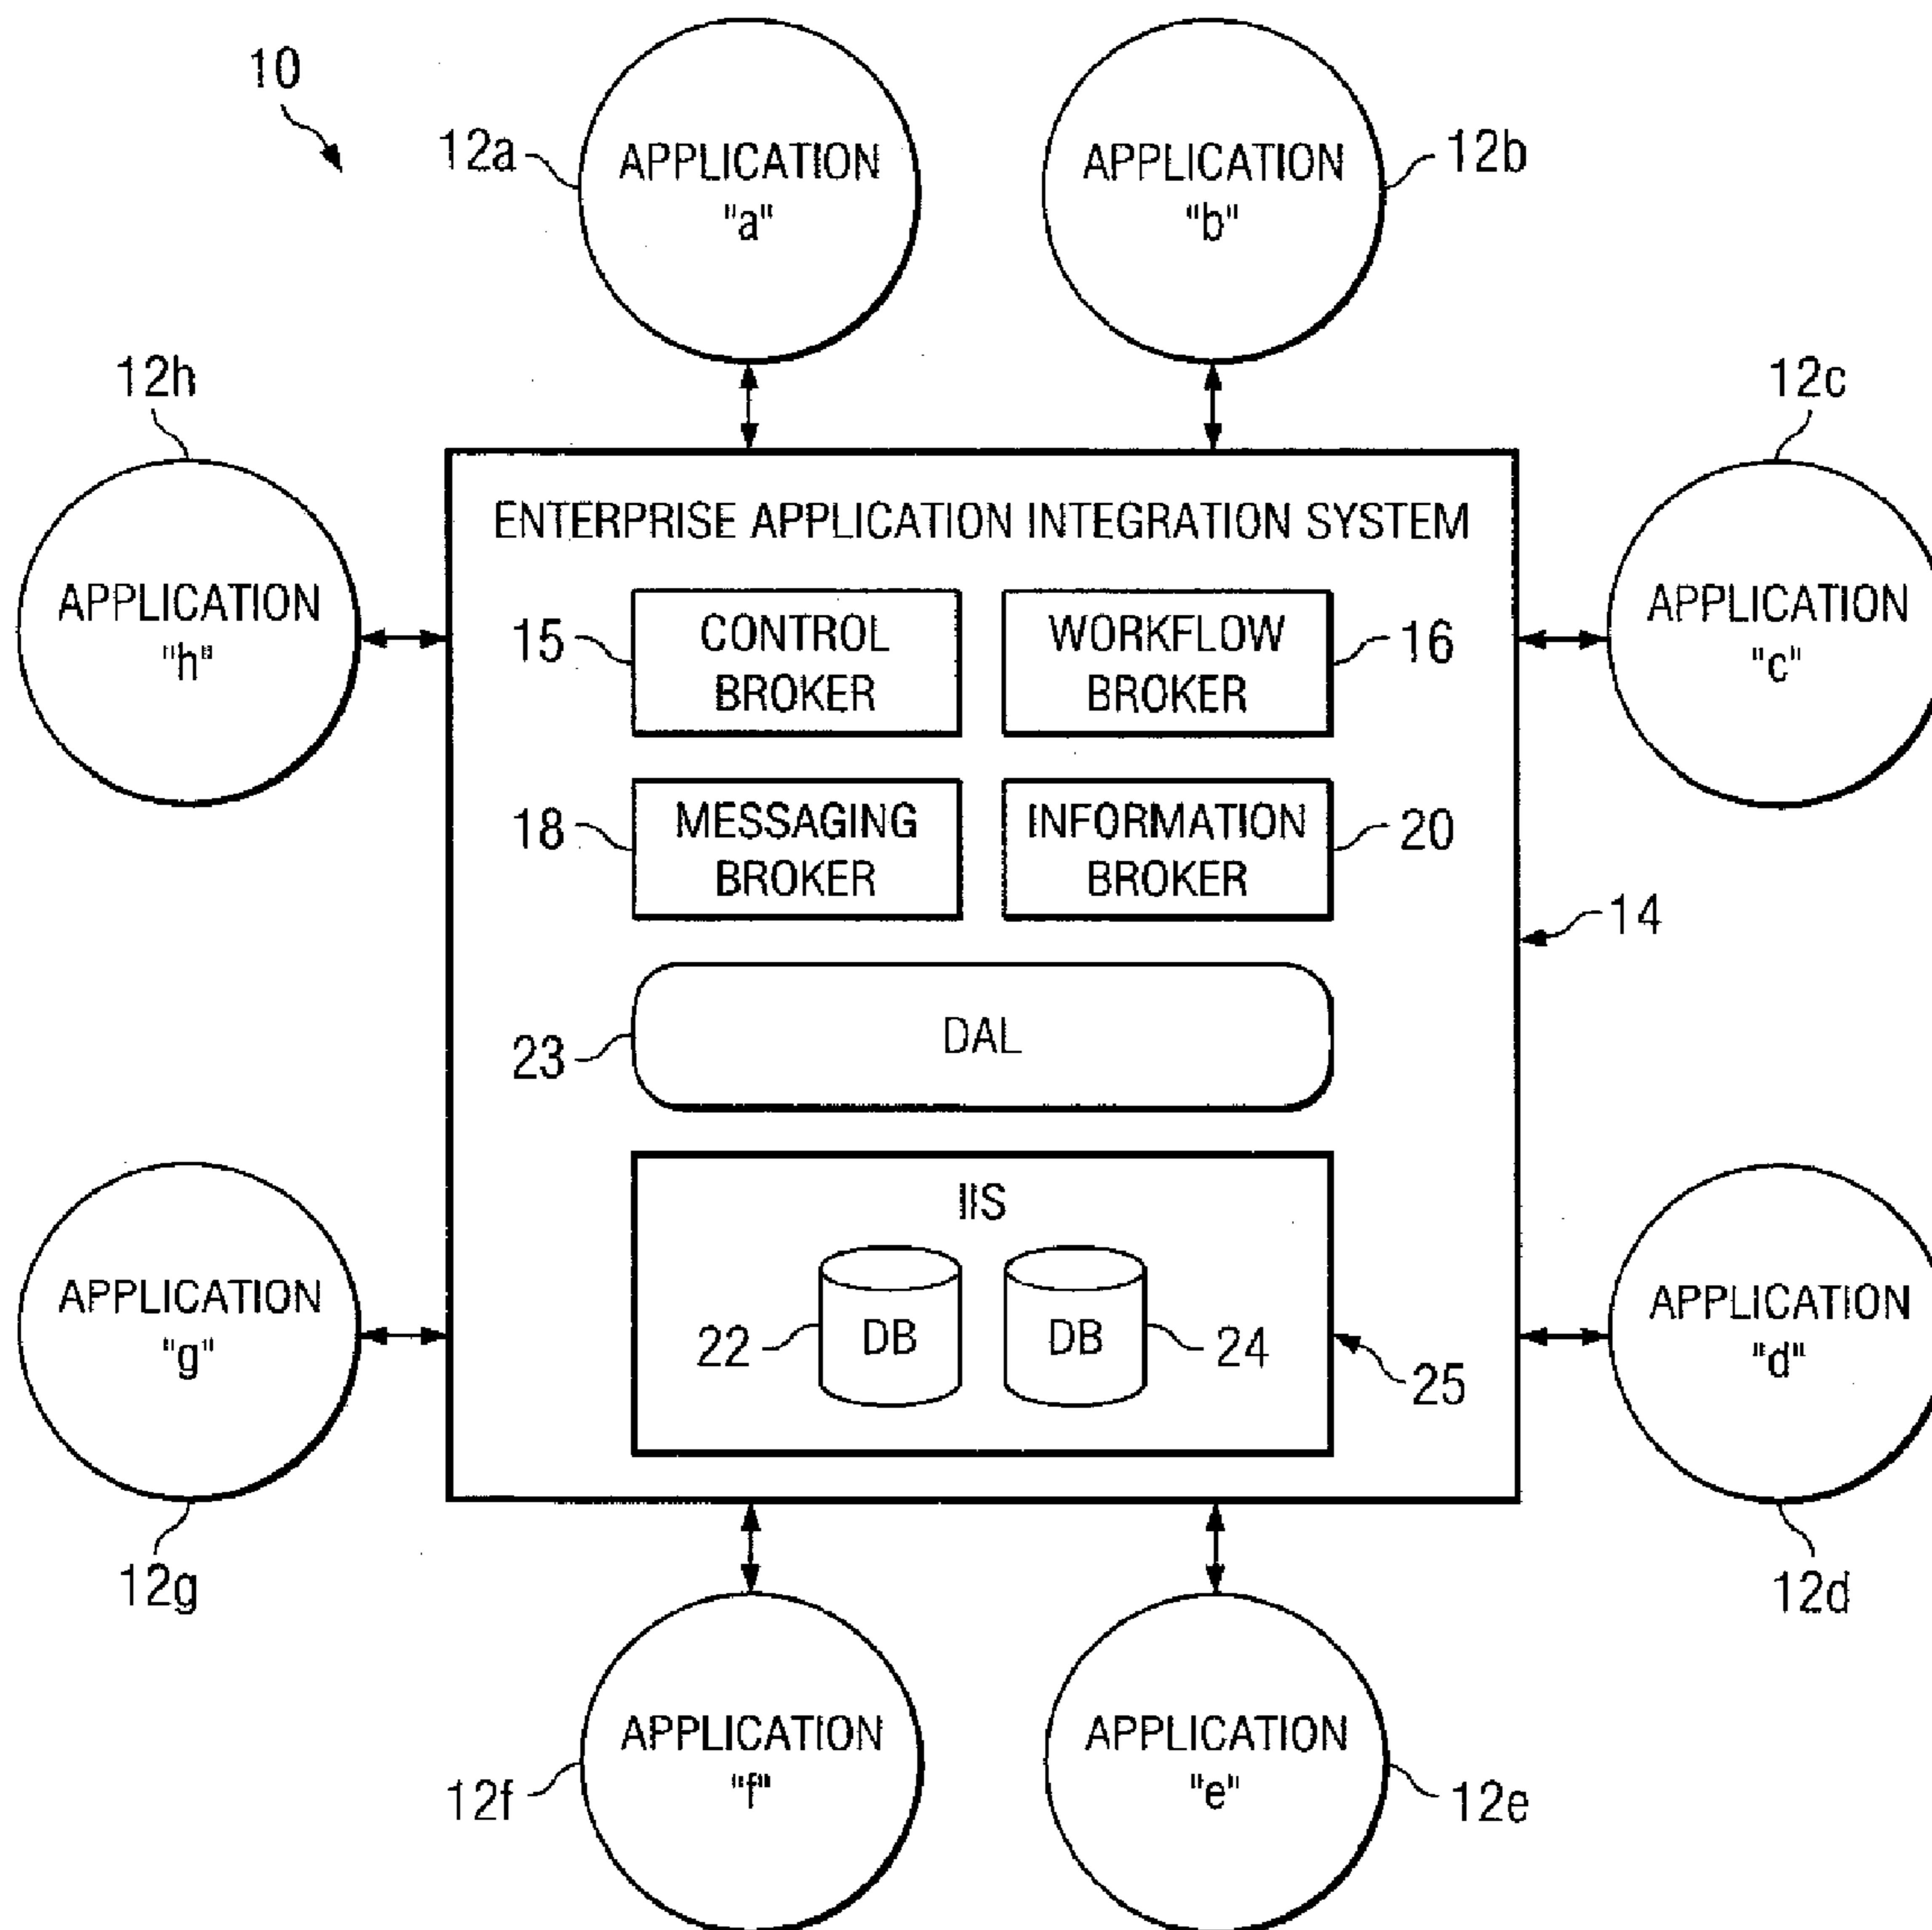 10
12a
APPLICATION
"a"
APPLICATION
"b"
12b
12h
APPLICATION
"h"
12c
APPLICATION
"c"
ENTERPRISE APPLICATION INTEGRATION SYSTEM
15
CONTROL
BROKER
WORKFLOW
BROKER
16
18
MESSAGING
BROKER
INFORMATION
BROKER
20
14
23
DAL
IIS
22
DB
DB
24
25
APPLICATION
"g"
12g
APPLICATION
"d"
12d
12f
APPLICATION
"f"
APPLICATION
"e"
12e